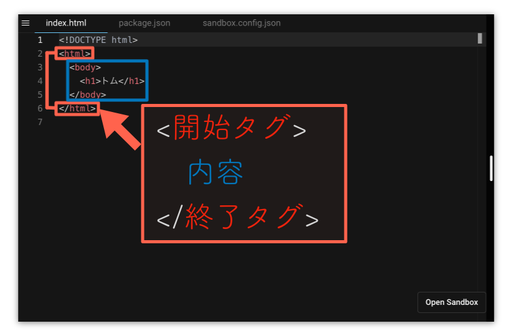 index.html
package.json
sandbox.config.json
1 <!DOCTYPE html>
2 <html>
3 <body>
4 <h1>トム</h1>
5 </body>
6 </html>
7
<開始タグ>
内容
</終了タグ>
Open Sandbox